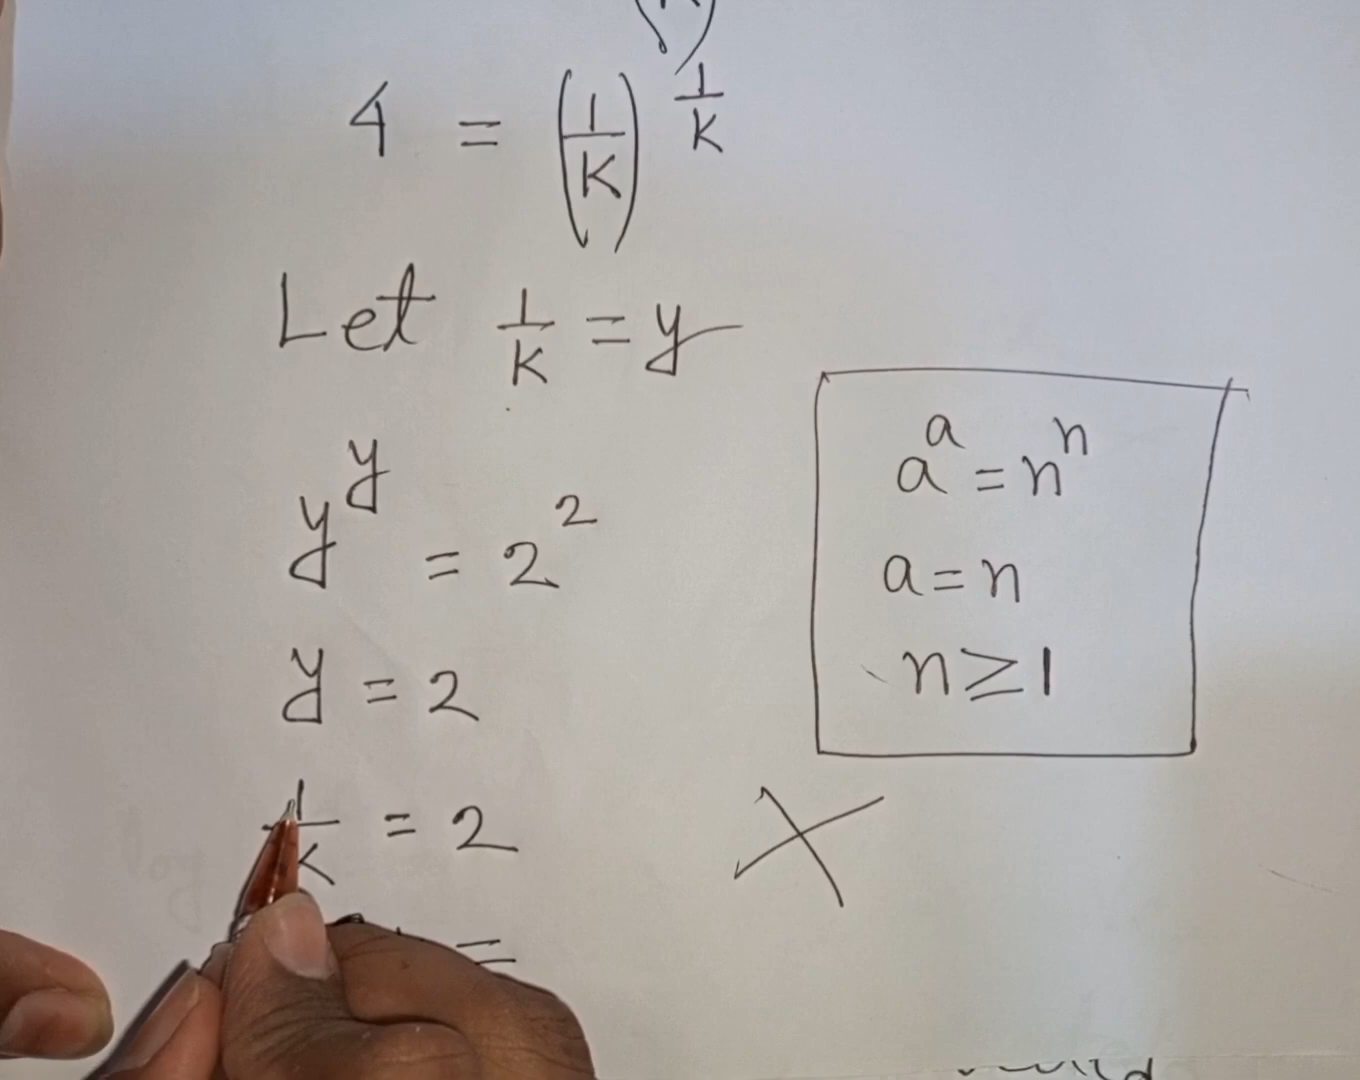 4 = (1/K)^(1/K)
Let 1/K = y
y^y = 2^2
y = 2
1/K = 2
=
a^a = n^n
a = n
n ≥ 1